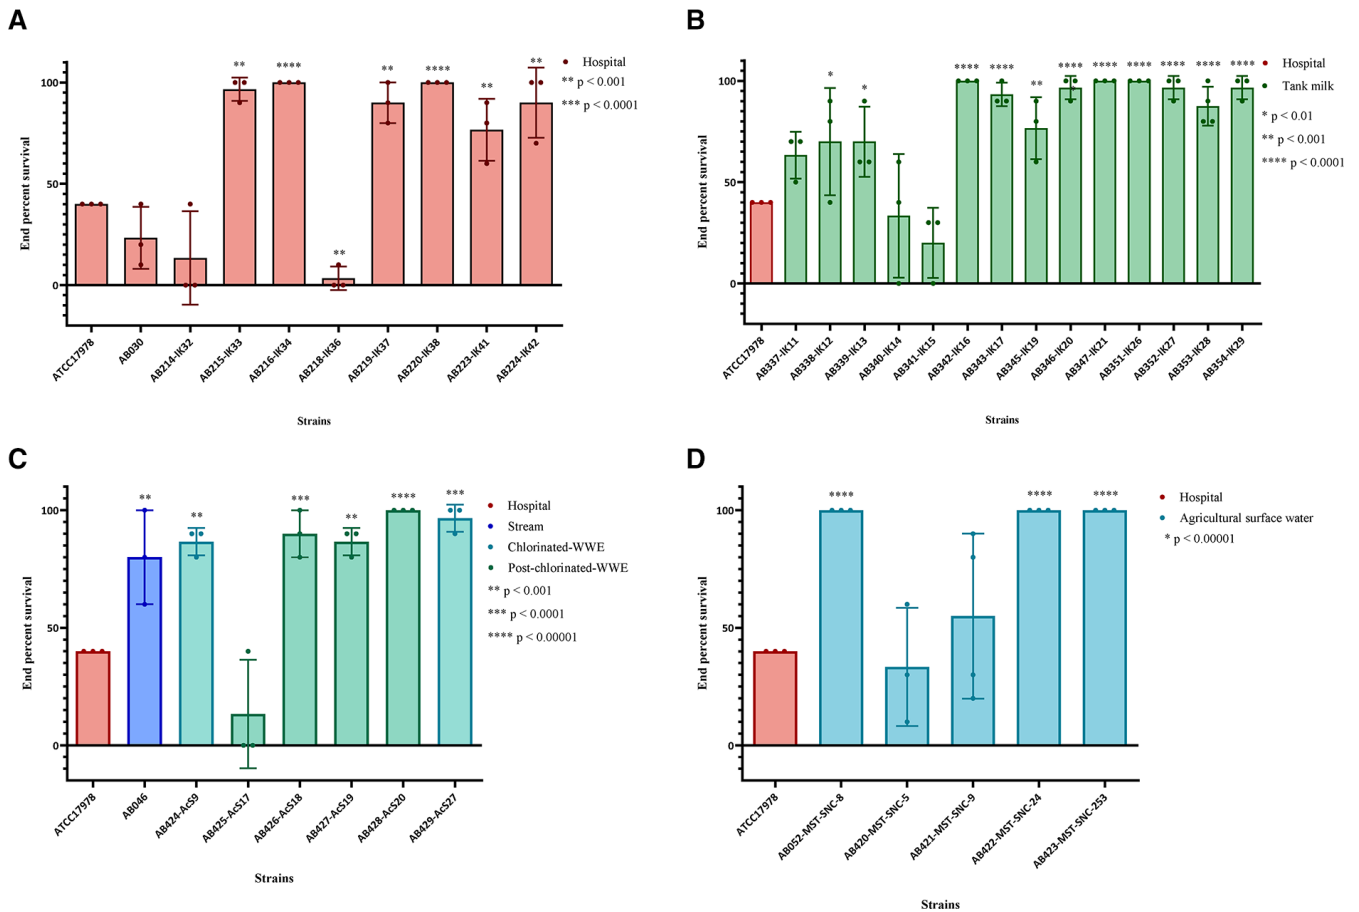 A
End percent survival
100
50
0
** **** ** ** **** ** **
Hospital
** p < 0.001
*** p < 0.0001
ATCC17978
AB030
AB214-IK32
AB215-IK33
AB216-IK34
AB218-IK36
AB219-IK37
AB220-IK38
AB223-IK41
AB224-IK42
Strains
B
End percent survival
100
50
0
* * **** **** ** **** **** **** **** **** ****
Hospital
Tank milk
* p < 0.01
** p < 0.001
**** p < 0.0001
ATCC17978
AB337-IK11
AB338-IK12
AB339-IK13
AB340-IK14
AB341-IK15
AB342-IK16
AB343-IK17
AB345-IK19
AB346-IK20
AB347-IK21
AB351-IK26
AB352-IK27
AB353-IK28
AB354-IK29
Strains
C
End percent survival
100
50
0
** ** *** ** **** ***
Hospital
Stream
Chlorinated-WWE
Post-chlorinated-WWE
** p < 0.001
*** p < 0.0001
**** p < 0.00001
ATCC17978
AB046
AB424-AcS9
AB425-AcS17
AB426-AcS18
AB427-AcS19
AB428-AcS20
AB429-AcS27
Strains
D
End percent survival
100
50
0
**** **** ****
Hospital
Agricultural surface water
* p < 0.00001
ATCC17978
AB052-MST-SNC-8
AB420-MST-SNC-5
AB421-MST-SNC-9
AB422-MST-SNC-24
AB423-MST-SNC-253
Strains